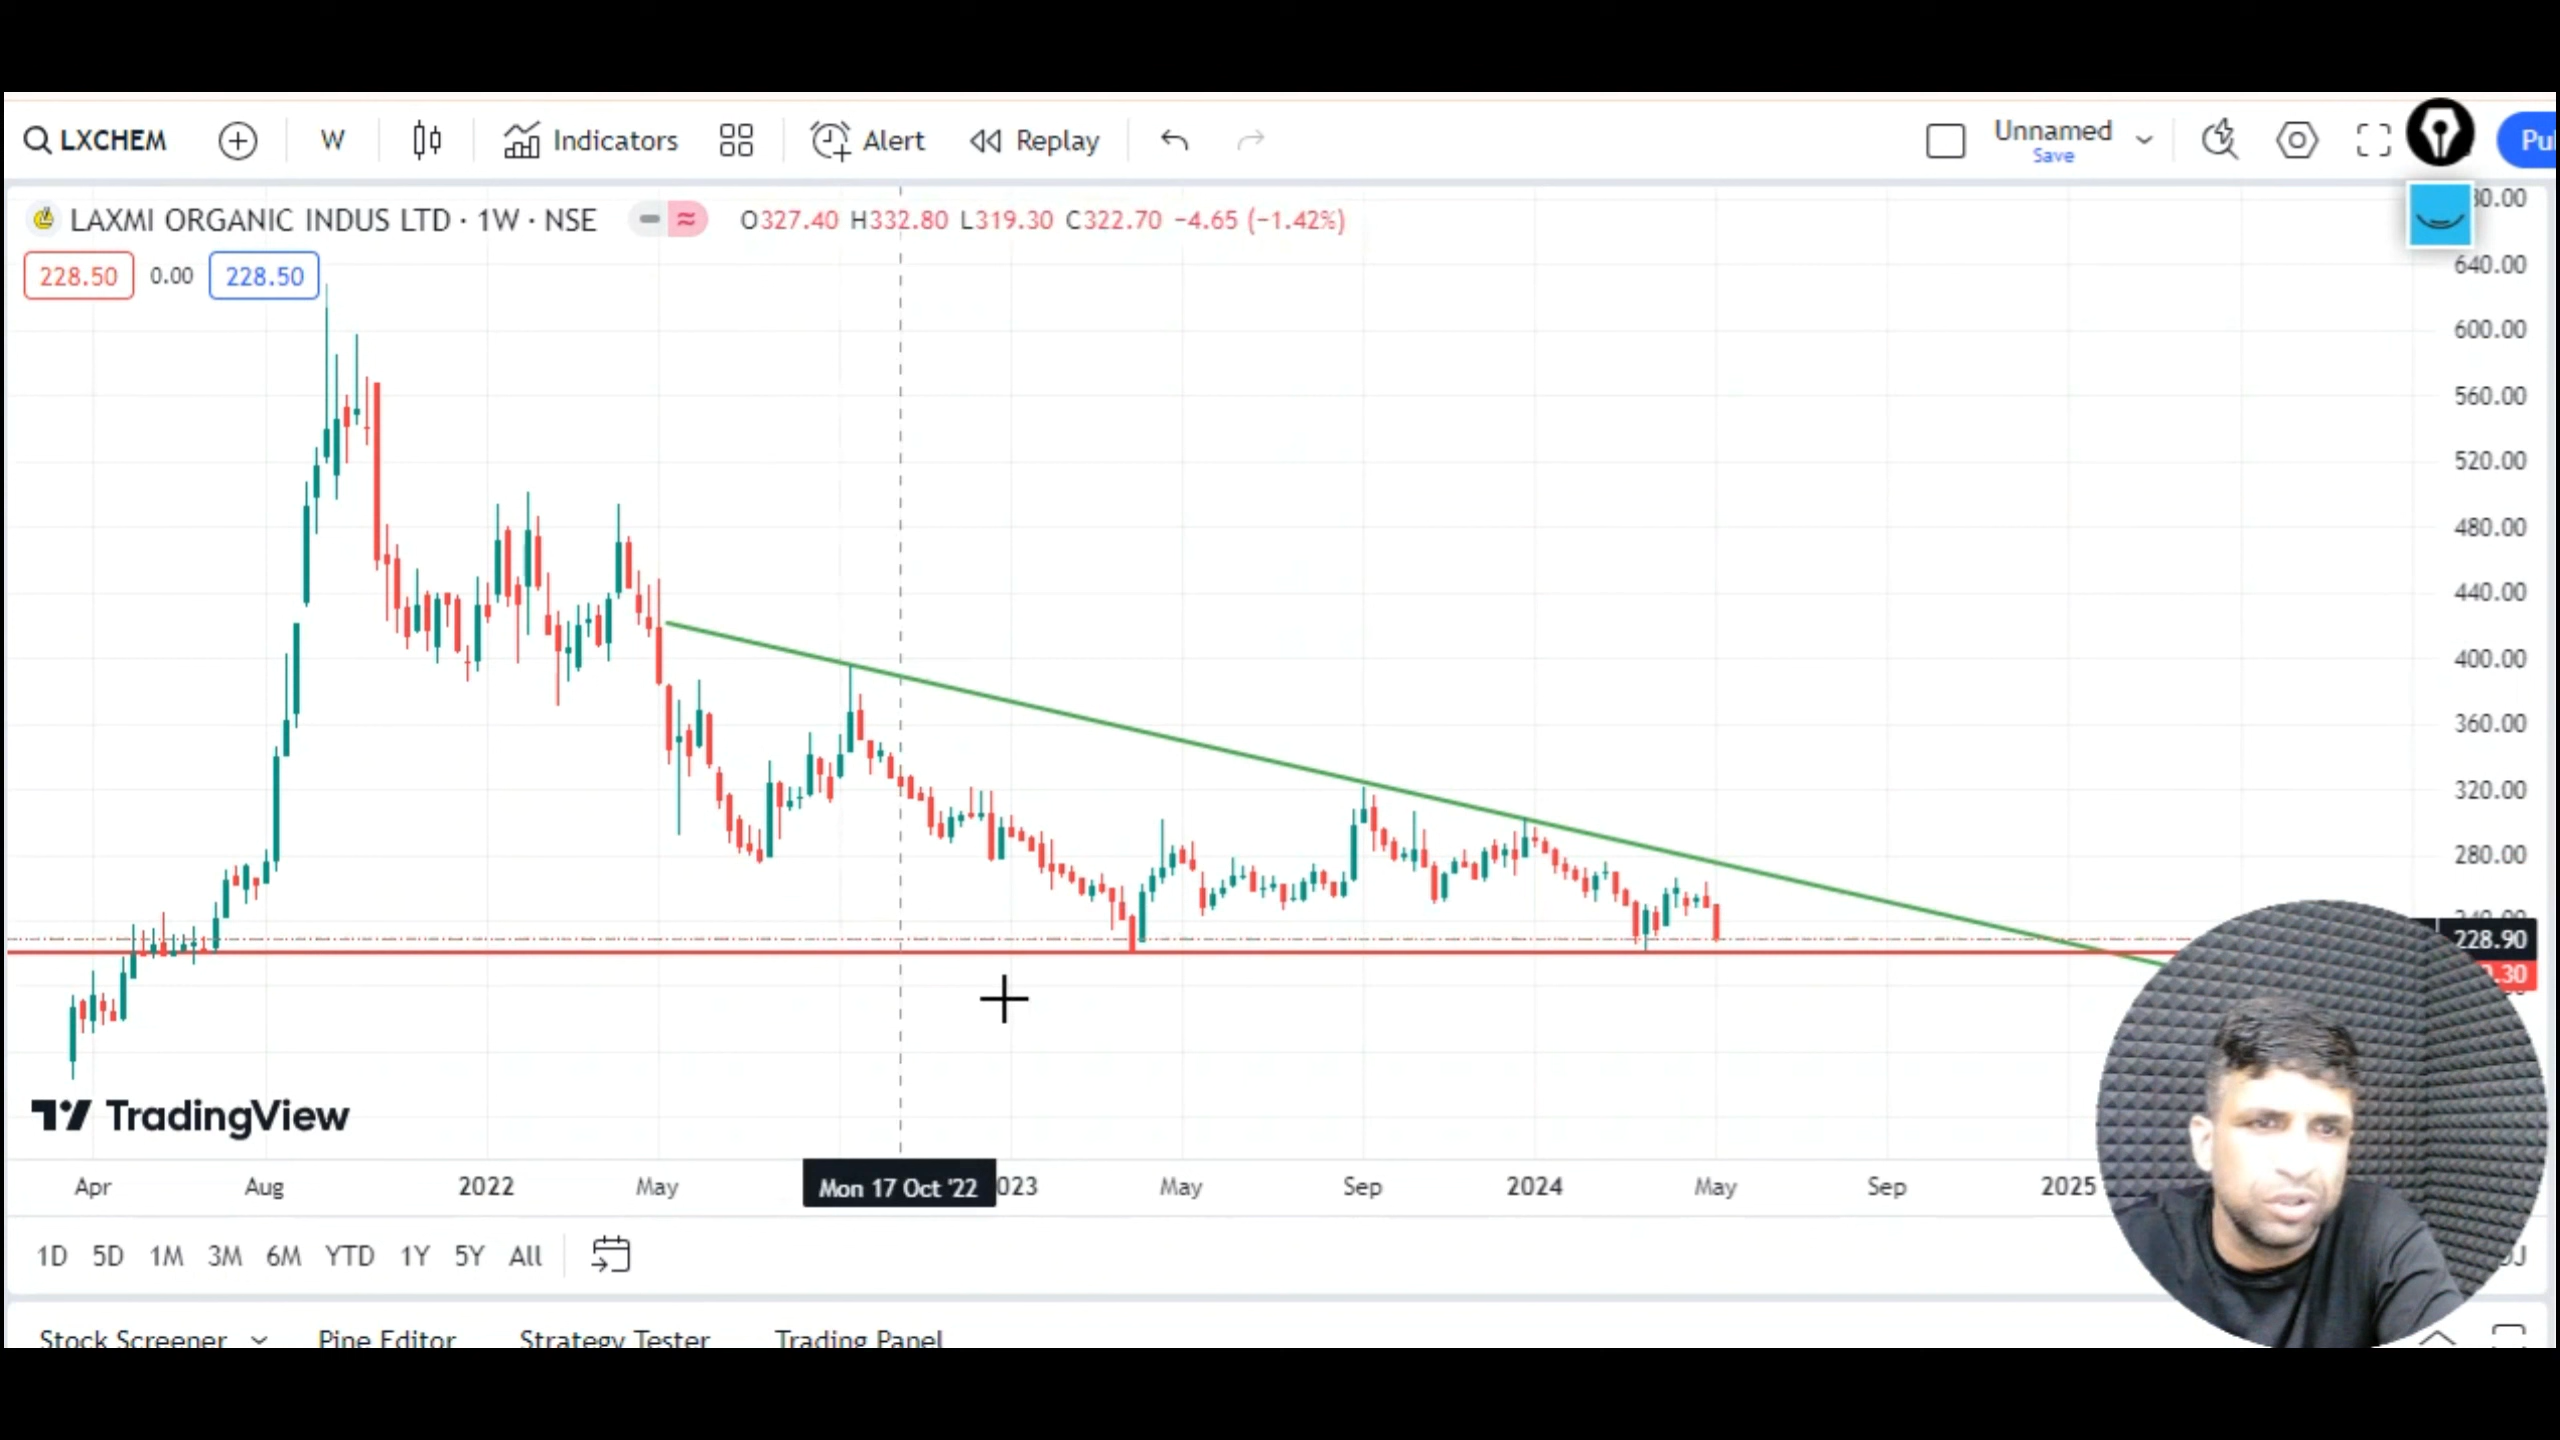 LXCHEM W Indicators Alert Replay Unnamed
Save
LAXMI ORGANIC INDUS LTD · 1W · NSE O327.40 H332.80 L319.30 C322.70 −4.65 (−1.42%)
228.50 0.00 228.50
640.00
600.00
560.00
520.00
480.00
440.00
400.00
360.00
320.00
280.00
228.90
TradingView
Apr Aug 2022 May Mon 17 Oct '22 May Sep 2024 May Sep 2025
1D 5D 1M 3M 6M YTD 1Y 5Y All
Stock Screener Pine Editor Strategy Tester Trading Panel